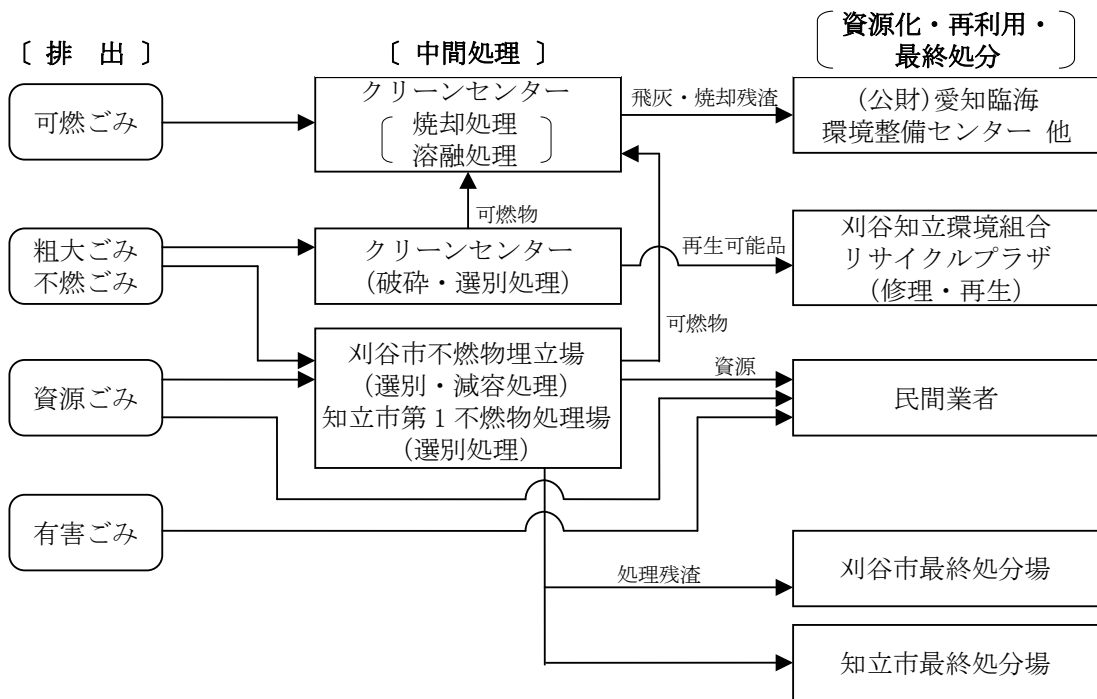 〔 排 出 〕
〔 中間処理 〕
資源化・再利用・
最終処分
可燃ごみ
クリーンセンター
焼却処理
溶融処理
飛灰・焼却残渣
(公財)愛知臨海
環境整備センター 他
可燃物
粗大ごみ
不燃ごみ
クリーンセンター
(破砕・選別処理)
再生可能品
刈谷知立環境組合
リサイクルプラザ
(修理・再生)
可燃物
資源ごみ
刈谷市不燃物埋立場
(選別・減容処理)
知立市第1不燃物処理場
(選別処理)
資源
民間業者
有害ごみ
処理残渣
刈谷市最終処分場
知立市最終処分場